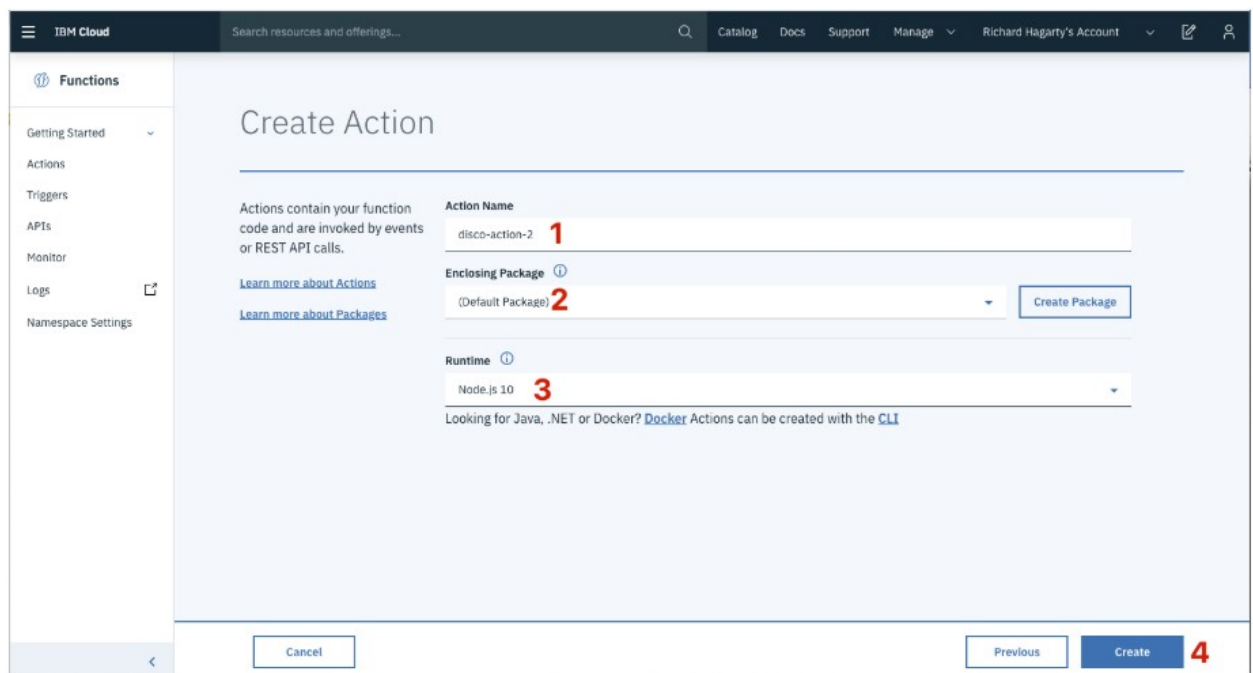 IBM Cloud
Search resources and offerings...
Catalog Docs Support Manage Richard Hagarty's Account
Functions
Getting Started
Actions
Triggers
APIs
Monitor
Logs
Namespace Settings
Create Action
Actions contain your function
code and are invoked by events
or REST API calls.
Learn more about Actions
Learn more about Packages
Action Name
disco-action-2 1
Enclosing Package
(Default Package) 2
Create Package
Runtime
Node.js 10 3
Looking for Java, .NET or Docker? Docker Actions can be created with the CLI
Cancel
Previous
Create 4